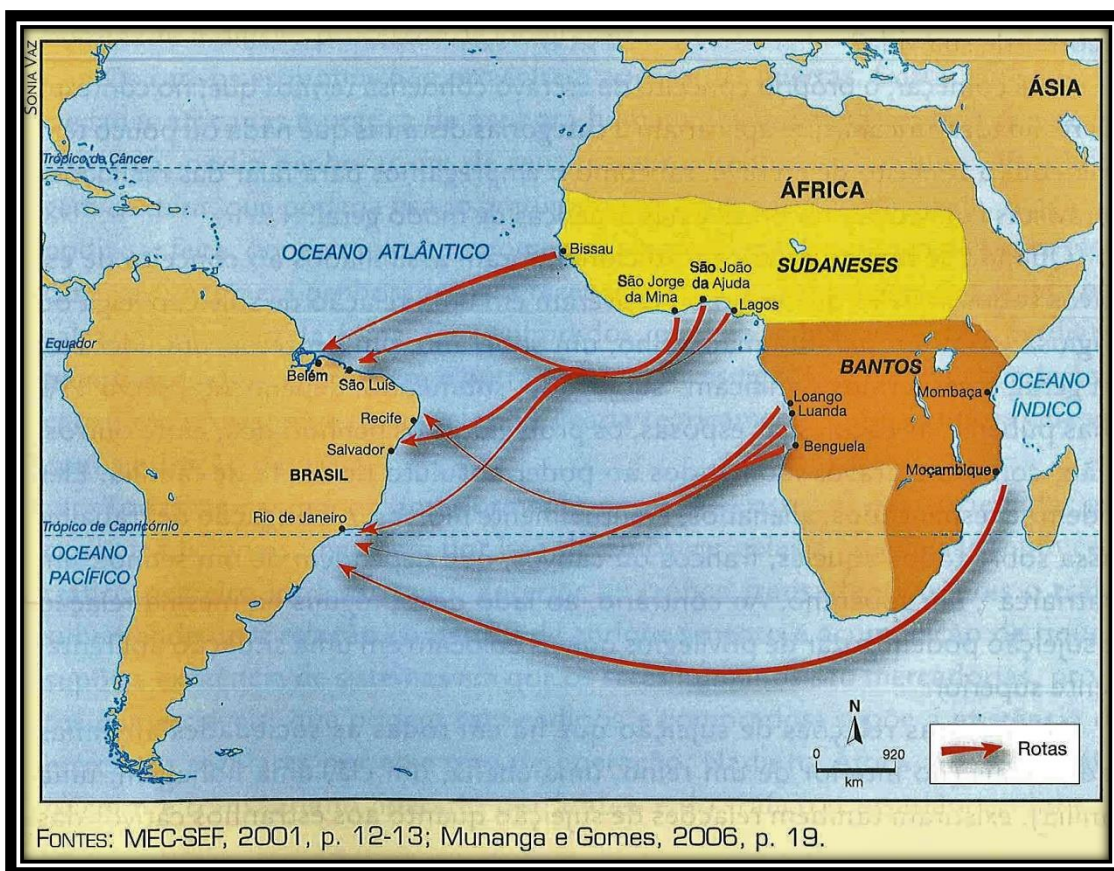 SONIA VAZ
ÁSIA
Trópico de Câncer
ÁFRICA
OCEANO ATLÂNTICO
Bissau
SUDANESES
São Jorge
da Mina
São João
da Ajuda
Lagos
Equador
Belém
São Luís
BANTOS
Mombaça
OCEANO
ÍNDICO
Loango
Luanda
Recife
Salvador
Benguela
BRASIL
Moçambique
Rio de Janeiro
Trópico de Capricórnio
OCEANO
PACÍFICO
N
0 920
km
Rotas
FONTES: MEC-SEF, 2001, p. 12-13; Munanga e Gomes, 2006, p. 19.